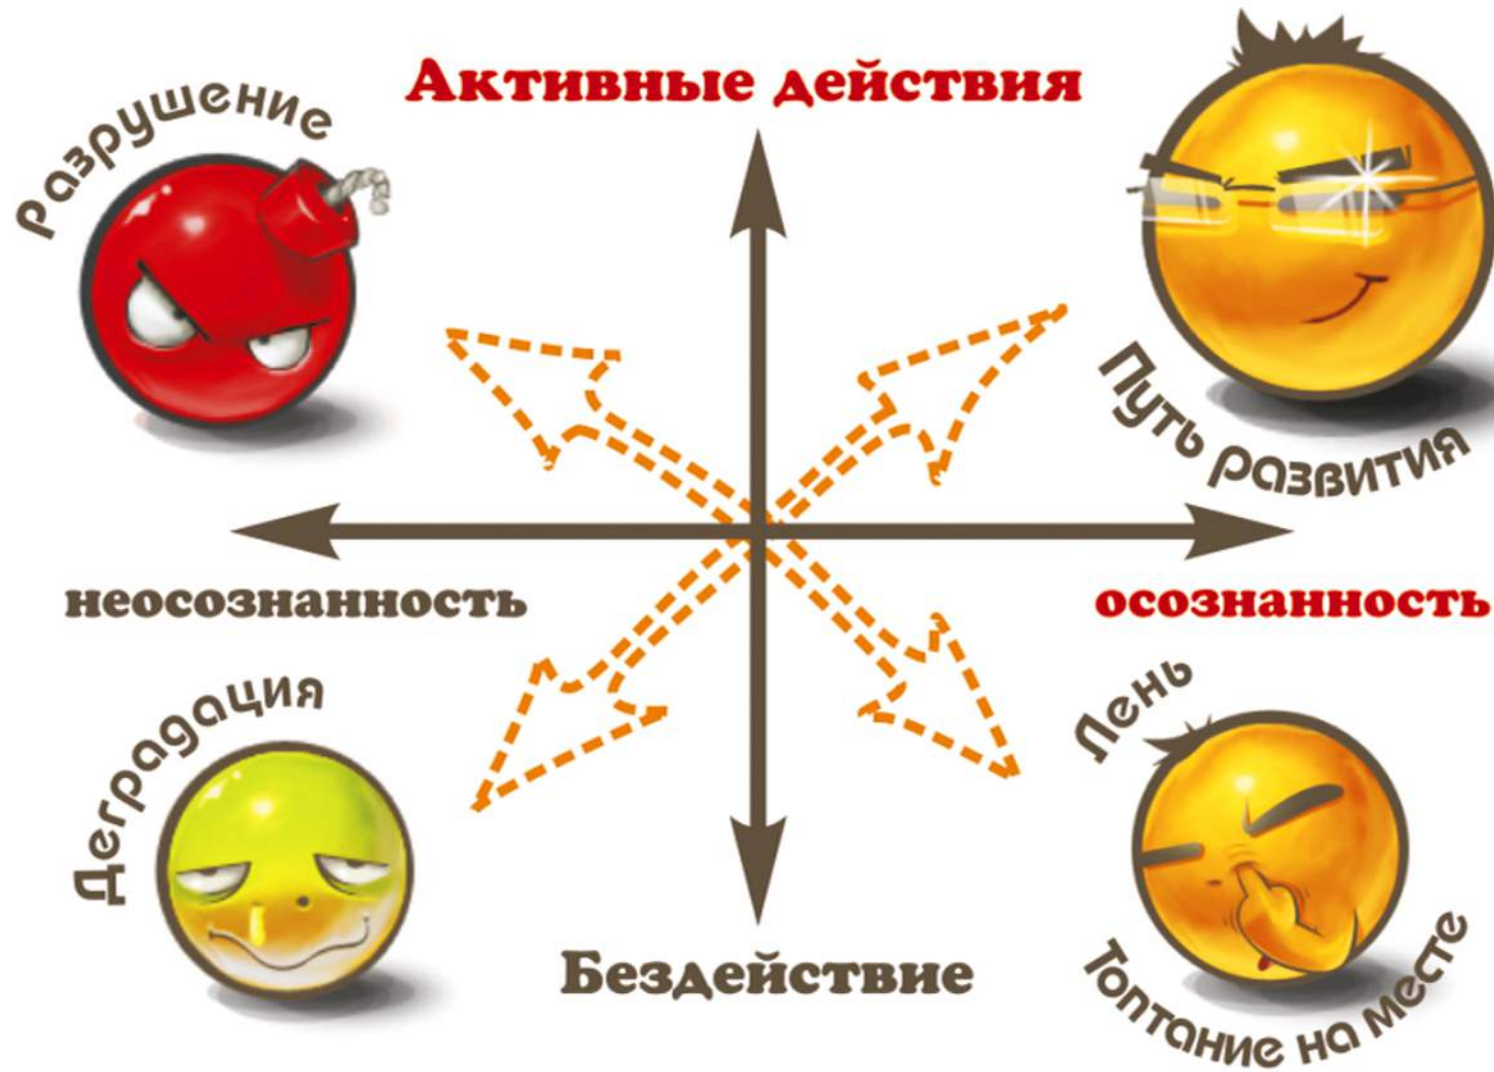 Активные действия
Разрушение
Путь развития
неосознанность
осознанность
Деградация
Лень
Бездействие
Топтание на месте